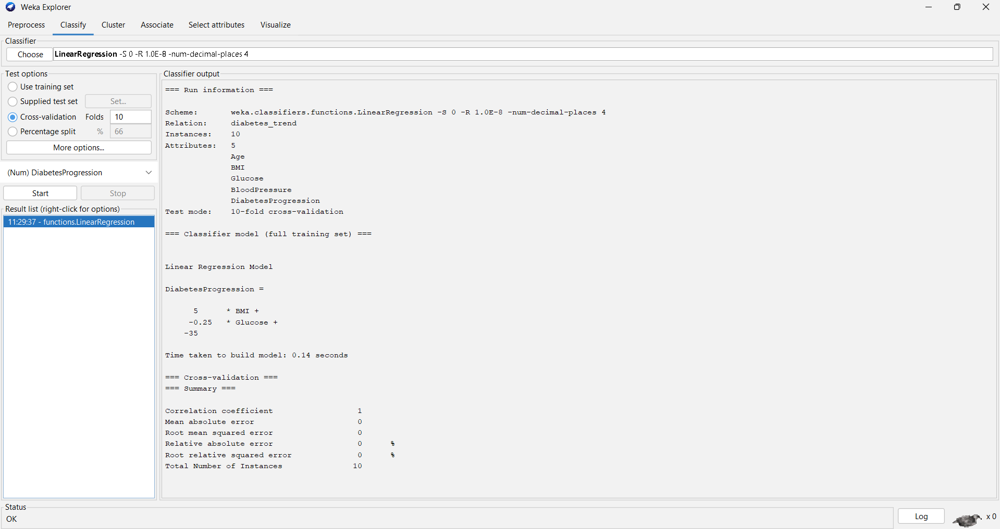 Weka Explorer
Preprocess Classify Cluster Associate Select attributes Visualize
Classifier
Choose LinearRegression -S 0 -R 1.0E-8 -num-decimal-places 4
Test options
Use training set
Supplied test set Set...
Cross-validation Folds 10
Percentage split % 66
More options...
(Num) DiabetesProgression
Start Stop
Result list (right-click for options)
11:29:37 - functions.LinearRegression
Classifier output
=== Run information ===
Scheme: weka.classifiers.functions.LinearRegression -S 0 -R 1.0E-8 -num-decimal-places 4
Relation: diabetes_trend
Instances: 10
Attributes: 5
Age
BMI
Glucose
BloodPressure
DiabetesProgression
Test mode: 10-fold cross-validation
=== Classifier model (full training set) ===
Linear Regression Model
DiabetesProgression =
5 * BMI +
-0.25 * Glucose +
-35
Time taken to build model: 0.14 seconds
=== Cross-validation ===
=== Summary ===
Correlation coefficient 1
Mean absolute error 0
Root mean squared error 0
Relative absolute error 0 %
Root relative squared error 0 %
Total Number of Instances 10
Status
OK
Log x 0